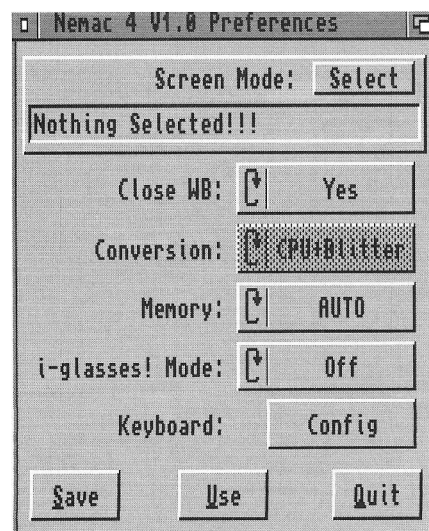 Nemac 4 V1.0 Preferences
Screen Mode: Select
Nothing Selected!!!
Close WB: Yes
Conversion: CPU+Blitter
Memory: AUTO
i-glasses! Mode: Off
Keyboard: Config
Save Use Quit